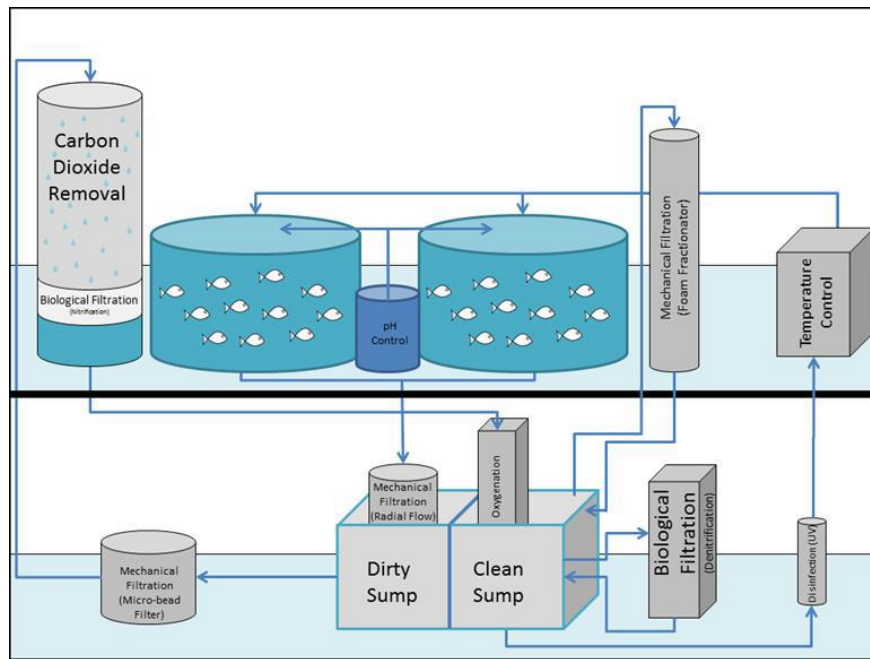 Carbon
Dioxide
Removal
Biological Filtration
(Nitrification)
pH
Control
Mechanical Filtration
(Foam Fractionator)
Temperature
Control
Mechanical
Filtration
(Radial Flow)
Oxygenation
Dirty
Sump
Clean
Sump
Biological
Filtration
(Denitrification)
Disinfection (UV)
Mechanical
Filtration
(Micro-bead
Filter)